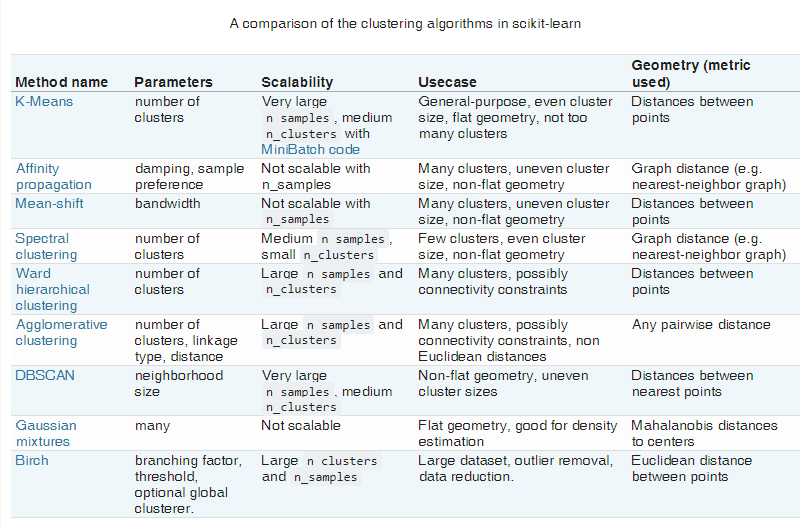 A comparison of the clustering algorithms in scikit-learn
Method name Parameters Scalability Usecase Geometry (metric used)
K-Means number of clusters Very large n_samples, medium n_clusters with MiniBatch code General-purpose, even cluster size, flat geometry, not too many clusters Distances between points
Affinity propagation damping, sample preference Not scalable with n_samples Many clusters, uneven cluster size, non-flat geometry Graph distance (e.g. nearest-neighbor graph)
Mean-shift bandwidth Not scalable with n_samples Many clusters, uneven cluster size, non-flat geometry Distances between points
Spectral clustering number of clusters Medium n_samples, small n_clusters Few clusters, even cluster size, non-flat geometry Graph distance (e.g. nearest-neighbor graph)
Ward hierarchical clustering number of clusters Large n_samples and n_clusters Many clusters, possibly connectivity constraints Distances between points
Agglomerative clustering number of clusters, linkage type, distance Large n_samples and n_clusters Many clusters, possibly connectivity constraints, non Euclidean distances Any pairwise distance
DBSCAN neighborhood size Very large n_samples, medium n_clusters Non-flat geometry, uneven cluster sizes Distances between nearest points
Gaussian mixtures many Not scalable Flat geometry, good for density estimation Mahalanobis distances to centers
Birch branching factor, threshold, optional global clusterer. Large n_clusters and n_samples Large dataset, outlier removal, data reduction. Euclidean distance between points